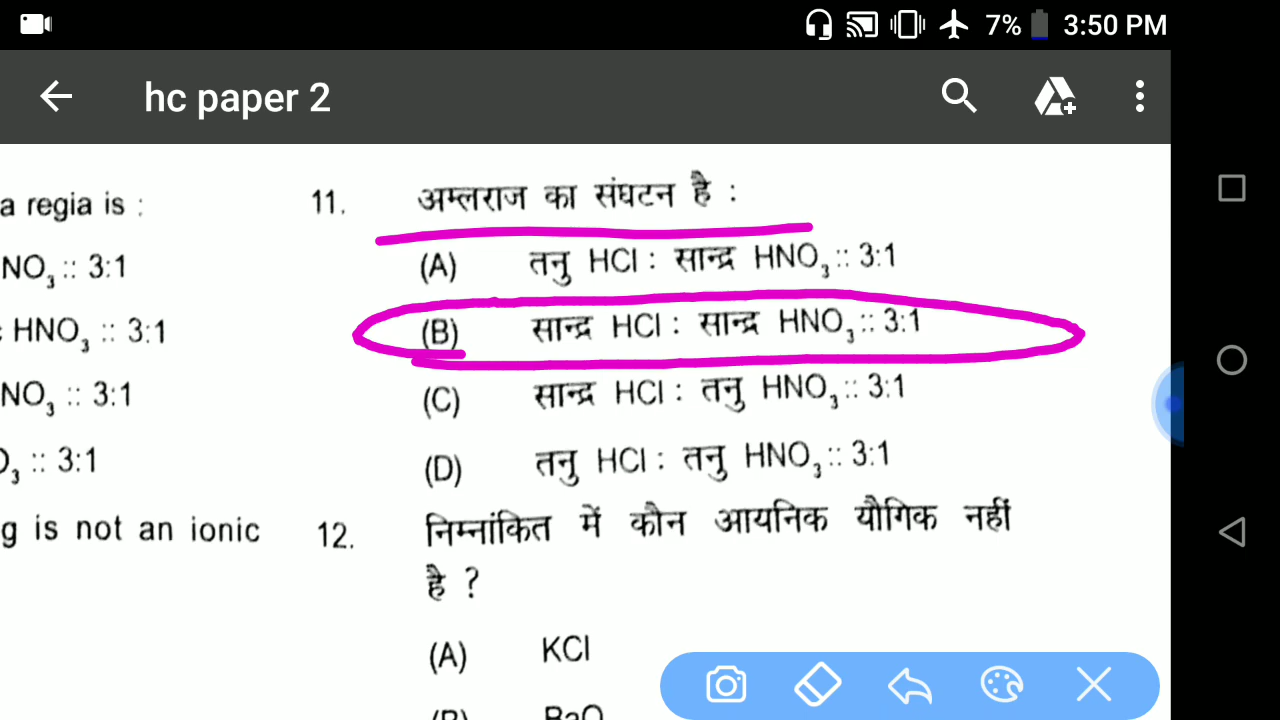 7% 3:50 PM
hc paper 2
a regia is :
NO3 :: 3:1
HNO3 :: 3:1
NO3 :: 3:1
3 :: 3:1
g is not an ionic
11. अम्लराज का संघटन है :
(A) तनु HCl : सान्द्र HNO3 :: 3:1
(B) सान्द्र HCl : सान्द्र HNO3 :: 3:1
(C) सान्द्र HCl : तनु HNO3 :: 3:1
(D) तनु HCl : तनु HNO3 :: 3:1
12. निम्नांकित में कौन आयनिक यौगिक नहीं
है ?
(A) KCl